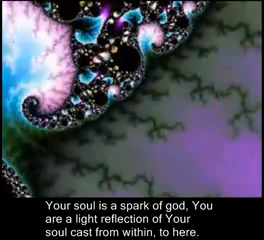 Your soul is a spark of god, You
are a light reflection of Your
soul cast from within, to here.